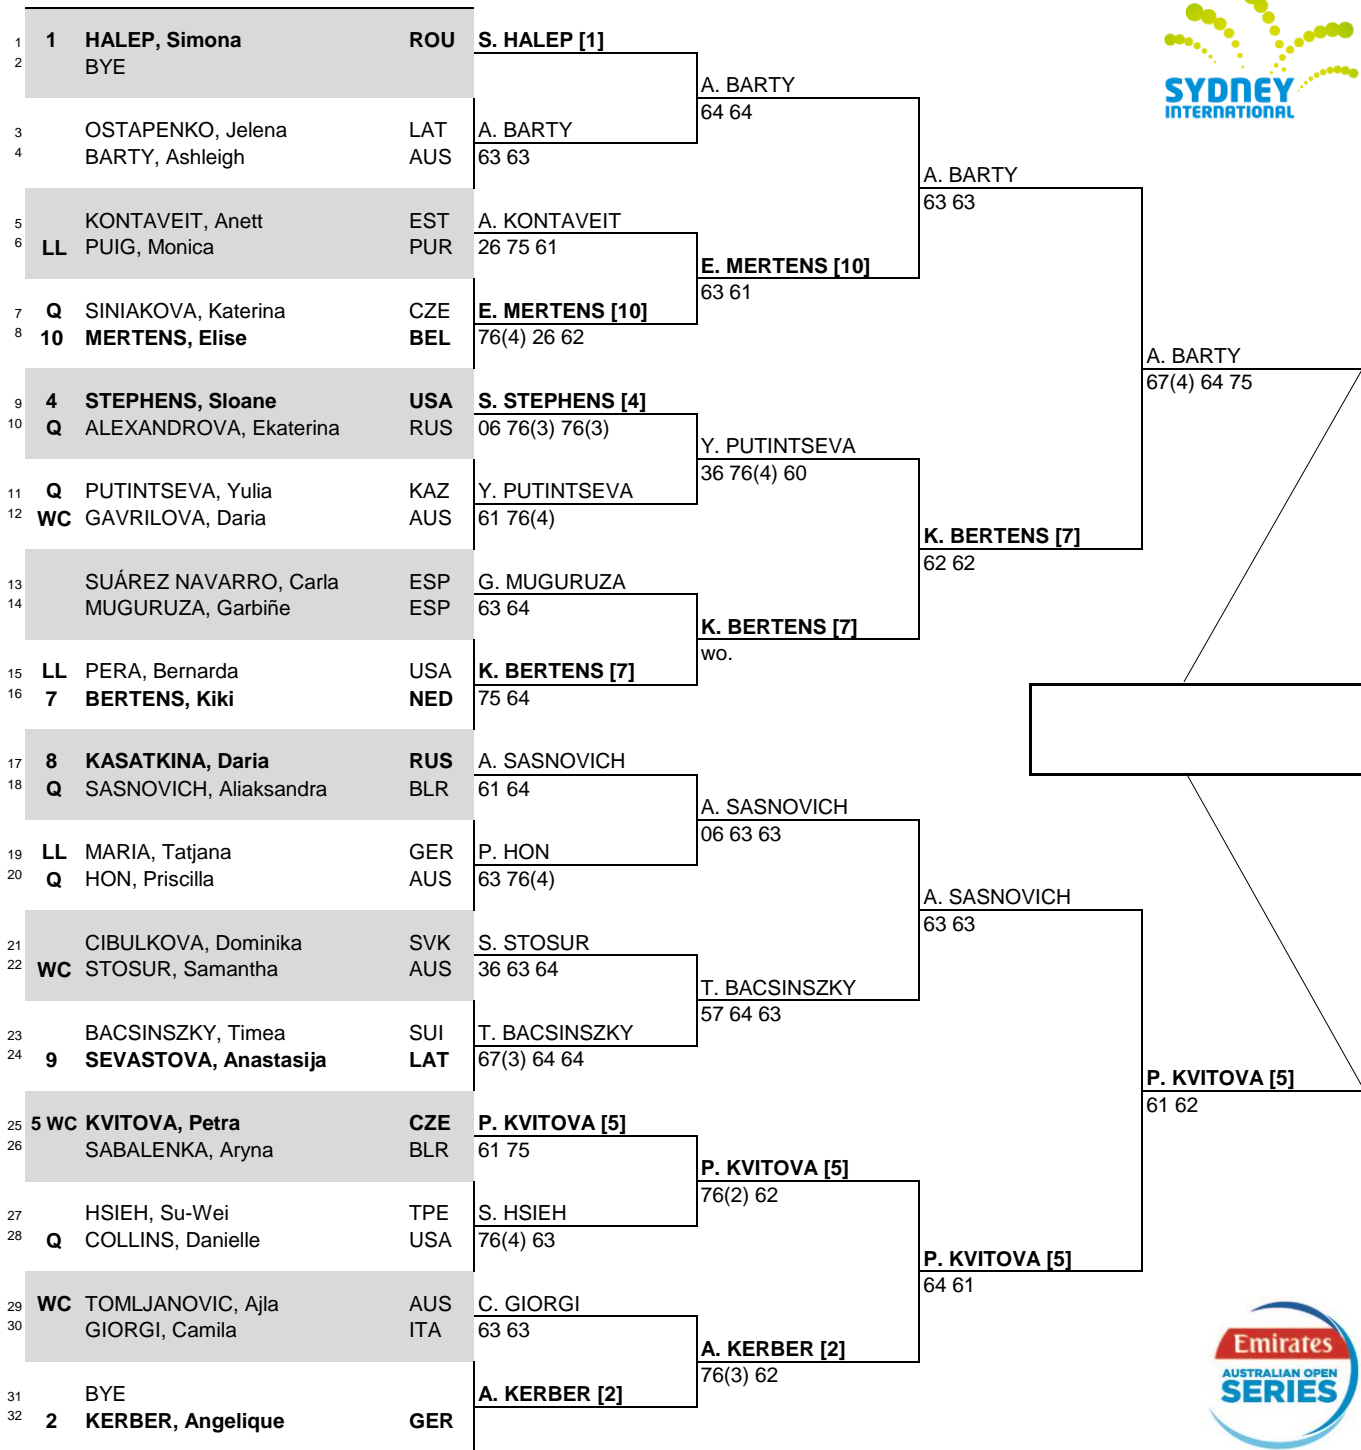 1 1 HALEP, Simona ROU
2 BYE
3 OSTAPENKO, Jelena LAT
4 BARTY, Ashleigh AUS
5 KONTAVEIT, Anett EST
6 LL PUIG, Monica PUR
7 Q SINIAKOVA, Katerina CZE
8 10 MERTENS, Elise BEL
9 4 STEPHENS, Sloane USA
10 Q ALEXANDROVA, Ekaterina RUS
11 Q PUTINTSEVA, Yulia KAZ
12 WC GAVRILOVA, Daria AUS
13 SUÁREZ NAVARRO, Carla ESP
14 MUGURUZA, Garbiñe ESP
15 LL PERA, Bernarda USA
16 7 BERTENS, Kiki NED
17 8 KASATKINA, Daria RUS
18 Q SASNOVICH, Aliaksandra BLR
19 LL MARIA, Tatjana GER
20 Q HON, Priscilla AUS
21 CIBULKOVA, Dominika SVK
22 WC STOSUR, Samantha AUS
23 BACSINSZKY, Timea SUI
24 9 SEVASTOVA, Anastasija LAT
25 5 WC KVITOVA, Petra CZE
26 SABALENKA, Aryna BLR
27 HSIEH, Su-Wei TPE
28 Q COLLINS, Danielle USA
29 WC TOMLJANOVIC, Ajla AUS
30 GIORGI, Camila ITA
31 BYE
32 2 KERBER, Angelique GER
S. HALEP [1]
A. BARTY
63 63
A. KONTAVEIT
26 75 61
E. MERTENS [10]
76(4) 26 62
S. STEPHENS [4]
06 76(3) 76(3)
Y. PUTINTSEVA
61 76(4)
G. MUGURUZA
63 64
K. BERTENS [7]
75 64
A. SASNOVICH
61 64
P. HON
63 76(4)
S. STOSUR
36 63 64
T. BACSINSZKY
67(3) 64 64
P. KVITOVA [5]
61 75
S. HSIEH
76(4) 63
C. GIORGI
63 63
A. KERBER [2]
A. BARTY
64 64
E. MERTENS [10]
63 61
Y. PUTINTSEVA
36 76(4) 60
K. BERTENS [7]
wo.
A. SASNOVICH
06 63 63
T. BACSINSZKY
57 64 63
P. KVITOVA [5]
76(2) 62
A. KERBER [2]
76(3) 62
A. BARTY
63 63
K. BERTENS [7]
62 62
A. SASNOVICH
63 63
P. KVITOVA [5]
64 61
A. BARTY
67(4) 64 75
P. KVITOVA [5]
61 62
SYDNEY
INTERNATIONAL
Emirates
AUSTRALIAN OPEN
SERIES